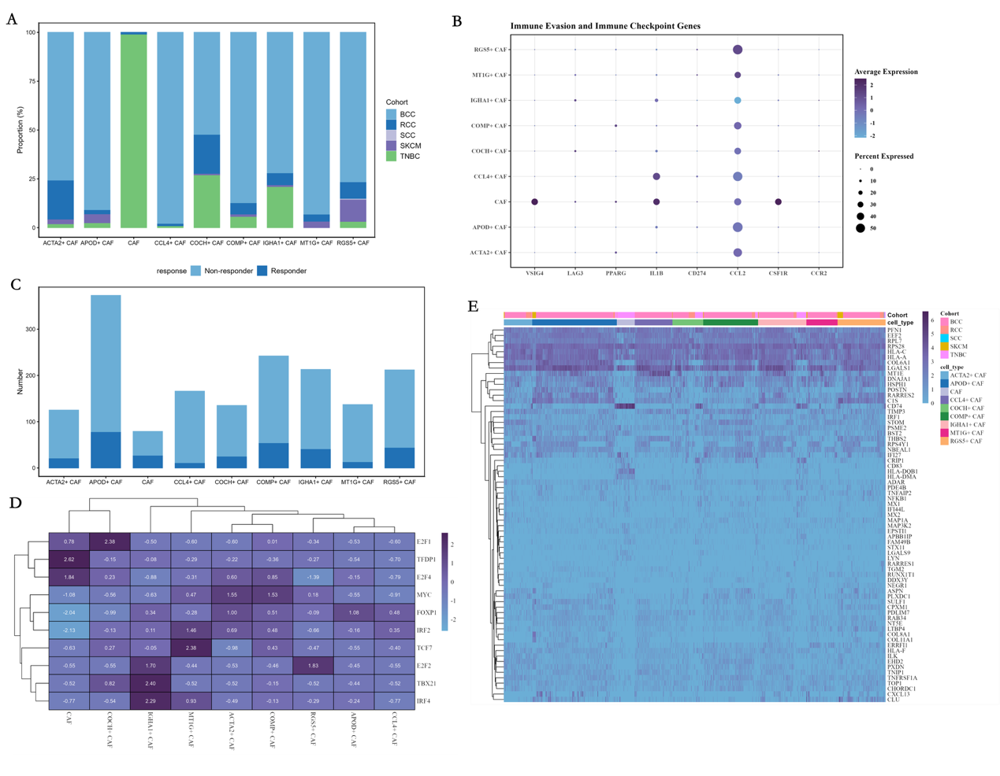 A
100
75
50
25
0
Proportion (%)
ACTA2+ CAF APOD+ CAF CAF CCL4+ CAF COCH+ CAF COMP+ CAF IGHA1+ CAF MT1G+ CAF RGS5+ CAF
Cohort
BCC
RCC
SCC
SKCM
TNBC
B
Immune Evasion and Immune Checkpoint Genes
RGS5+ CAF
MT1G+ CAF
IGHA1+ CAF
COMP+ CAF
COCH+ CAF
CCL4+ CAF
CAF
APOD+ CAF
ACTA2+ CAF
VSIG4 LAG3 PPARG IL1B CD274 CCL2 CSF1R CCR2
Average Expression
2
1
0
-1
-2
Percent Expressed
0
10
20
30
40
50
C
response Non-responder Responder
300
200
100
0
Number
ACTA2+ CAF APOD+ CAF CAF CCL4+ CAF COCH+ CAF COMP+ CAF IGHA1+ CAF MT1G+ CAF RGS5+ CAF
D
0.78 2.38 -0.50 -0.60 -0.60 0.01 -0.34 -0.53 -0.60 E2F1
2.62 -0.15 -0.08 -0.29 -0.22 -0.36 -0.27 -0.54 -0.70 TFDP1
1.84 0.23 -0.88 -0.31 0.60 0.85 -1.39 -0.15 -0.79 E2F4
-1.08 -0.56 -0.63 0.47 1.55 1.53 0.18 -0.55 -0.91 MYC
-2.04 -0.99 0.34 -0.28 1.00 0.51 -0.09 1.08 0.48 FOXP1
-2.13 -0.13 0.11 1.46 0.69 0.48 -0.66 -0.16 0.35 IRF2
-0.63 0.27 -0.05 2.38 -0.98 0.43 -0.47 -0.55 -0.40 TCF7
-0.55 -0.55 1.70 -0.44 -0.53 -0.46 1.83 -0.45 -0.55 E2F2
-0.52 0.82 2.40 -0.52 -0.52 -0.15 -0.52 -0.44 -0.52 TBX21
-0.77 -0.54 2.29 0.93 -0.49 -0.13 -0.29 -0.24 -0.77 IRF4
CAF COCH+ CAF IGHA1+ CAF MT1G+ CAF ACTA2+ CAF COMP+ CAF RGS5+ CAF APOD+ CAF CCL4+ CAF
2
1
0
-1
-2
E
Cohort
cell_type
PFN1
EEF2
RPL7
RPS28
HLA-C
HLA-A
COL6A1
LGALS1
MT1E
DNAJA1
HSPH1
POSTN
RARRES2
C1S
CD74
TIMP3
IRF1
STOM
PSME2
BST2
THBS2
RPS4Y1
NBEAL1
IFI27
CRIP1
CD83
HLA-DQB1
HLA-DMA
ADAR
PDE4B
TNFAIP2
NFKB1
MX1
IFI44L
MX2
MAP1A
MAP3K2
EPSTI1
APBB1IP
FAM49B
STX11
LGALS9
LYN
RARRES1
TGM2
RUNX1T1
DDX3Y
NEGR1
ASPN
PLXDC1
SULF1
CPXM1
PDLIM7
RAB34
NT5E
LTBP4
COL8A1
COL11A1
ERRFI1
HLA-F
ILK
EHD2
PXDN
TNIP1
TNFRSF1A
TOP1
CHORDC1
CXCL13
CLU
6
5
4
3
2
1
0
Cohort
BCC
RCC
SCC
SKCM
TNBC
cell_type
ACTA2+ CAF
APOD+ CAF
CAF
CCL4+ CAF
COCH+ CAF
COMP+ CAF
IGHA1+ CAF
MT1G+ CAF
RGS5+ CAF